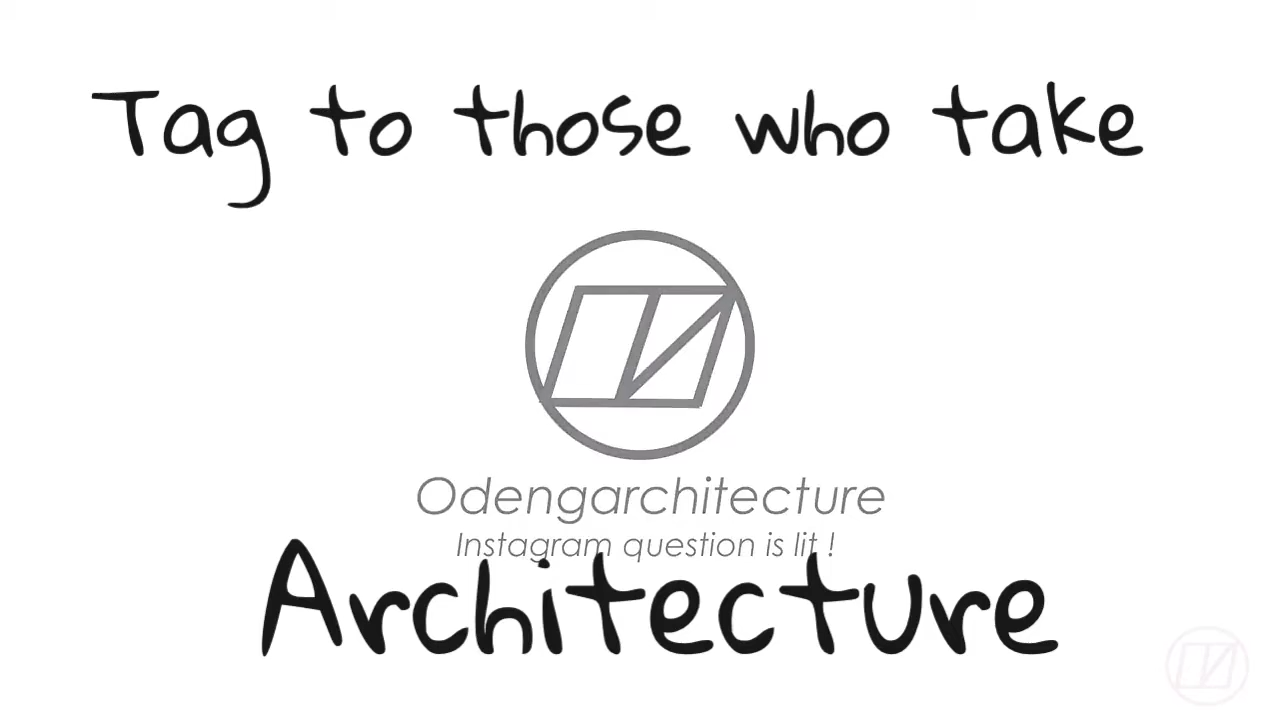 Tag to those who take
Odengarchitecture
Instagram question is lit !
Architecture